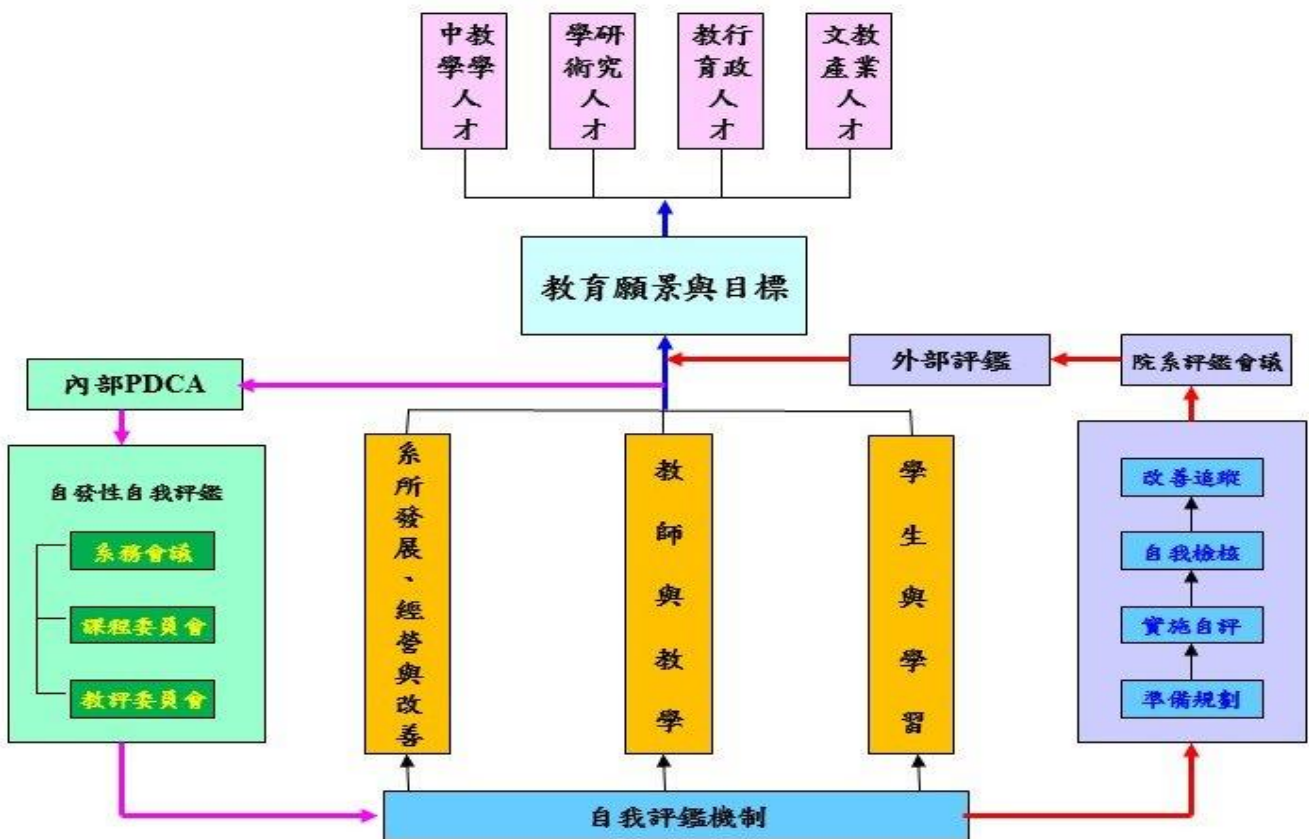 中教
學學
人
才
學研
術究
人
才
教行
育政
人
才
文教
產業
人
才
教育願景與目標
外部評鑑
院系評鑑會議
內部PDCA
自發性自我評鑑
系務會議
課程委員會
教評委員會
系所發展、經營與改善
教師與教學
學生與學習
改善追蹤
自我檢核
實施自評
準備規劃
自我評鑑機制